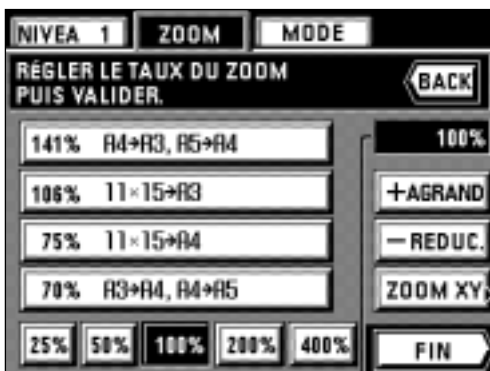 NIVEA 1 ZOOM MODE
RÉGLER LE TAUX DU ZOOM
PUIS VALIDER.
BACK
141% A4→A3, A5→A4
100%
106% 11×15→A3
+AGRAND
75% 11×15→A4
−REDUC.
70% A3→A4, A4→A5
ZOOM XY
25% 50% 100% 200% 400%
FIN